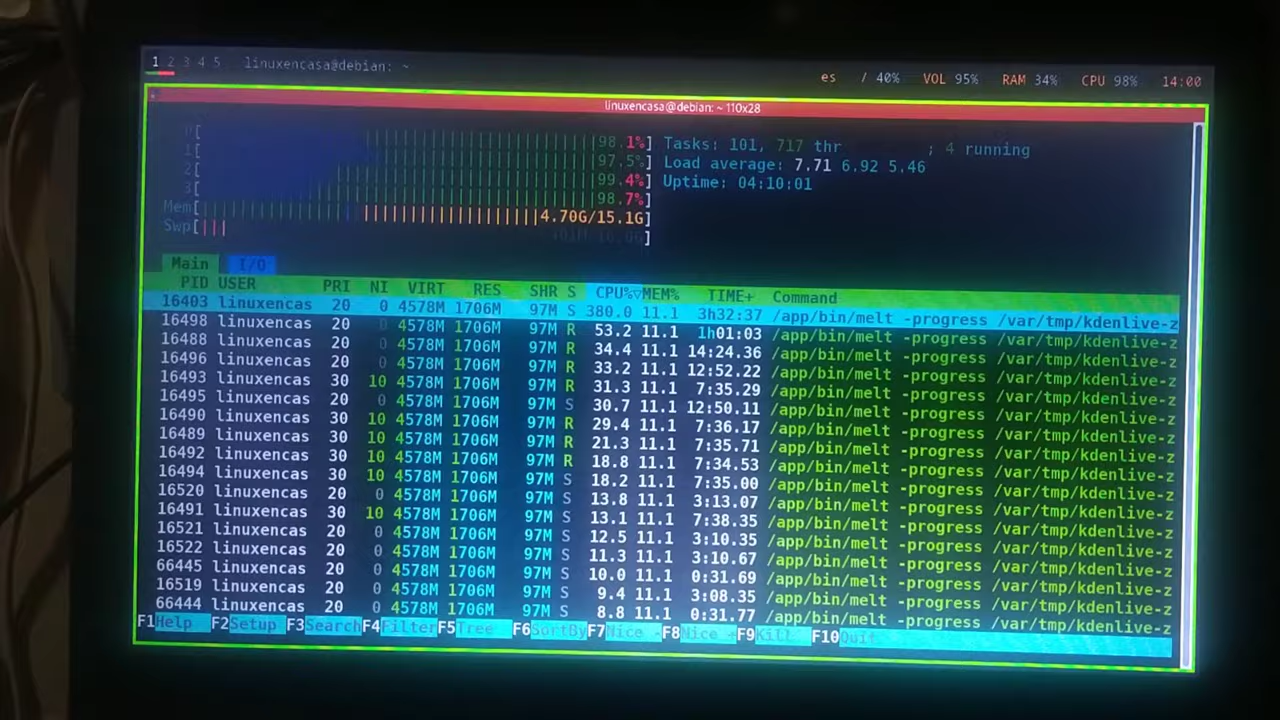 1 2 3 4 5 linuxencasa@debian: ~
es / 40% VOL 95% RAM 34% CPU 98% 14:00
linuxencasa@debian: ~ 110x28
0[ 98.1%] Tasks: 101, 717 thr ; 4 running
1[ 97.5%] Load average: 7.71 6.92 5.46
2[ 99.4%] Uptime: 04:10:01
3[ 98.7%]
Mem[ 4.70G/15.1G]
Swp[ ]
Main I/O
PID USER PRI NI VIRT RES SHR S CPU%▽MEM% TIME+ Command
16403 linuxencas 20 0 4578M 1706M 97M S 380.0 11.1 3h32:37 /app/bin/melt -progress /var/tmp/kdenlive-z
16498 linuxencas 20 0 4578M 1706M 97M R 53.2 11.1 1h01:03 /app/bin/melt -progress /var/tmp/kdenlive-z
16488 linuxencas 20 0 4578M 1706M 97M R 34.4 11.1 14:24.36 /app/bin/melt -progress /var/tmp/kdenlive-z
16496 linuxencas 20 0 4578M 1706M 97M R 33.2 11.1 12:52.22 /app/bin/melt -progress /var/tmp/kdenlive-z
16493 linuxencas 30 10 4578M 1706M 97M R 31.3 11.1 7:35.29 /app/bin/melt -progress /var/tmp/kdenlive-z
16495 linuxencas 20 0 4578M 1706M 97M S 30.7 11.1 12:50.11 /app/bin/melt -progress /var/tmp/kdenlive-z
16490 linuxencas 30 10 4578M 1706M 97M R 29.4 11.1 7:36.17 /app/bin/melt -progress /var/tmp/kdenlive-z
16489 linuxencas 30 10 4578M 1706M 97M R 21.3 11.1 7:35.71 /app/bin/melt -progress /var/tmp/kdenlive-z
16492 linuxencas 30 10 4578M 1706M 97M R 18.8 11.1 7:34.53 /app/bin/melt -progress /var/tmp/kdenlive-z
16494 linuxencas 30 10 4578M 1706M 97M S 18.2 11.1 7:35.00 /app/bin/melt -progress /var/tmp/kdenlive-z
16520 linuxencas 20 0 4578M 1706M 97M S 13.8 11.1 3:13.07 /app/bin/melt -progress /var/tmp/kdenlive-z
16491 linuxencas 30 10 4578M 1706M 97M S 13.1 11.1 7:38.35 /app/bin/melt -progress /var/tmp/kdenlive-z
16521 linuxencas 20 0 4578M 1706M 97M S 12.5 11.1 3:10.35 /app/bin/melt -progress /var/tmp/kdenlive-z
16522 linuxencas 20 0 4578M 1706M 97M S 11.3 11.1 3:10.67 /app/bin/melt -progress /var/tmp/kdenlive-z
66445 linuxencas 20 0 4578M 1706M 97M S 10.0 11.1 0:31.69 /app/bin/melt -progress /var/tmp/kdenlive-z
16519 linuxencas 20 0 4578M 1706M 97M S 9.4 11.1 3:08.35 /app/bin/melt -progress /var/tmp/kdenlive-z
66444 linuxencas 20 0 4578M 1706M 97M S 8.8 11.1 0:31.77 /app/bin/melt -progress /var/tmp/kdenlive-z
F1Help F2Setup F3Search F4Filter F5Tree F6SortBy F7Nice - F8Nice + F9Kill F10Quit